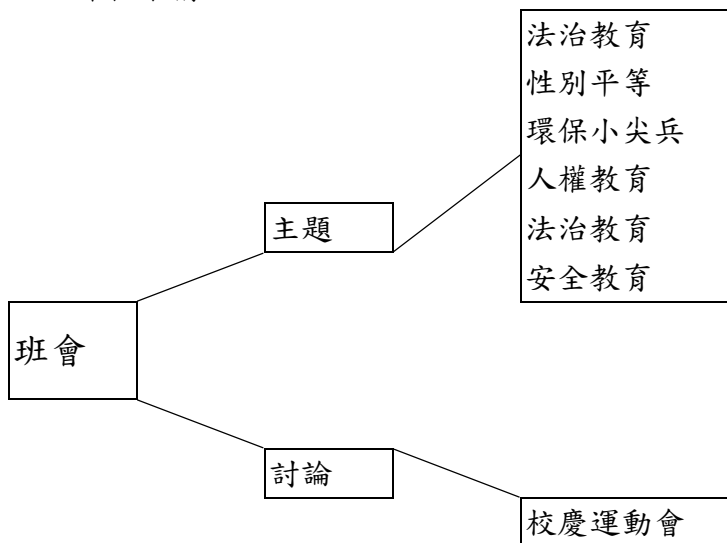 法治教育
性別平等
環保小尖兵
人權教育
主題
法治教育
安全教育
班會
討論
校慶運動會